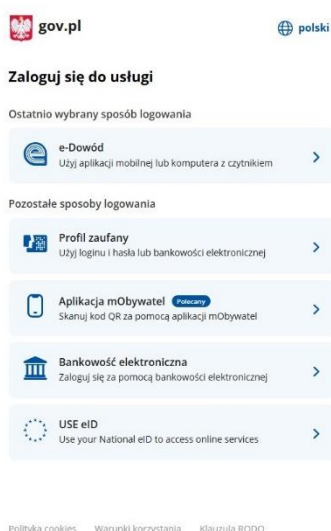 gov.pl
polski
Zaloguj się do usługi
Ostatnio wybrany sposób logowania
e-Dowód
Użyj aplikacji mobilnej lub komputera z czytnikiem
Pozostałe sposoby logowania
Profil zaufany
Użyj loginu i hasła lub bankowości elektronicznej
Aplikacja mObywatel Polecany
Skanuj kod QR za pomocą aplikacji mObywatel
Bankowość elektroniczna
Zaloguj się za pomocą bankowości elektronicznej
USE eID
Use your National eID to access online services
Polityka cookies Warunki korzystania Klauzula RODO